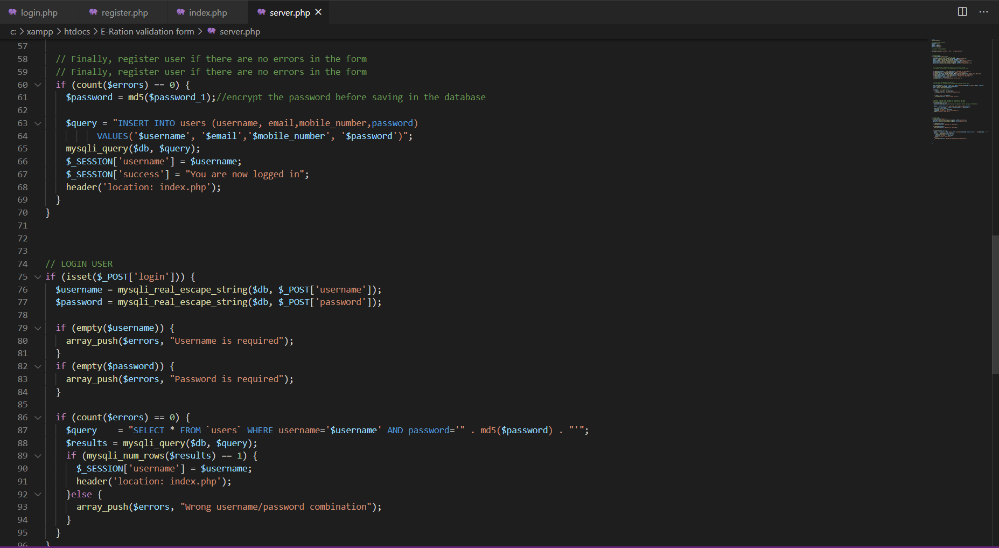 login.php register.php index.php server.php
c: > xampp > htdocs > E-Ration validation form > server.php
57
58 // Finally, register user if there are no errors in the form
59 // Finally, register user if there are no errors in the form
60 if (count($errors) == 0) {
61 $password = md5($password_1);//encrypt the password before saving in the database
62
63 $query = "INSERT INTO users (username, email,mobile_number,password)
64 VALUES('$username', '$email','$mobile_number', '$password')";
65 mysqli_query($db, $query);
66 $_SESSION['username'] = $username;
67 $_SESSION['success'] = "You are now logged in";
68 header('location: index.php');
69 }
70 }
71
72
73
74 // LOGIN USER
75 if (isset($_POST['login'])) {
76 $username = mysqli_real_escape_string($db, $_POST['username']);
77 $password = mysqli_real_escape_string($db, $_POST['password']);
78
79 if (empty($username)) {
80 array_push($errors, "Username is required");
81 }
82 if (empty($password)) {
83 array_push($errors, "Password is required");
84 }
85
86 if (count($errors) == 0) {
87 $query    = "SELECT * FROM `users` WHERE username='$username' AND password='" . md5($password) . "'";
88 $results = mysqli_query($db, $query);
89 if (mysqli_num_rows($results) == 1) {
90 $_SESSION['username'] = $username;
91 header('location: index.php');
92 }else {
93 array_push($errors, "Wrong username/password combination");
94 }
95 }
96 }